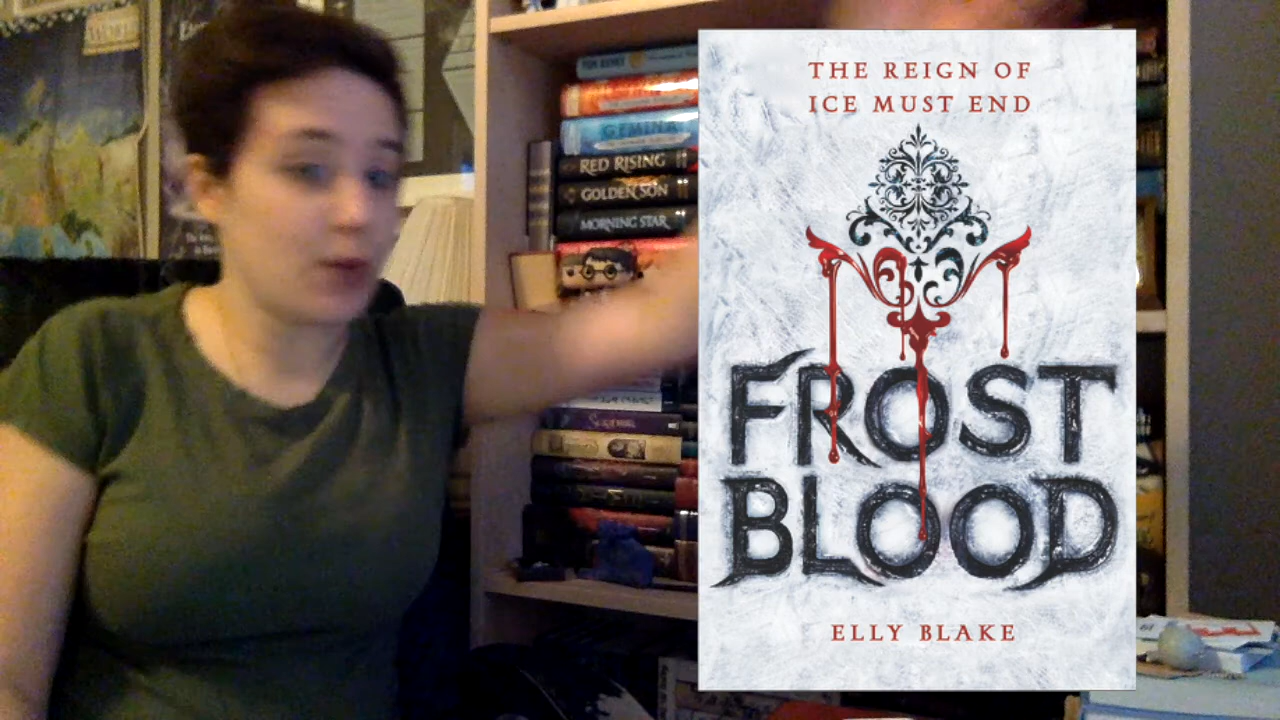 GEMINA
RED RISING
GOLDEN SON
MORNING STAR
THE REIGN OF
ICE MUST END
FROST
BLOOD
ELLY BLAKE